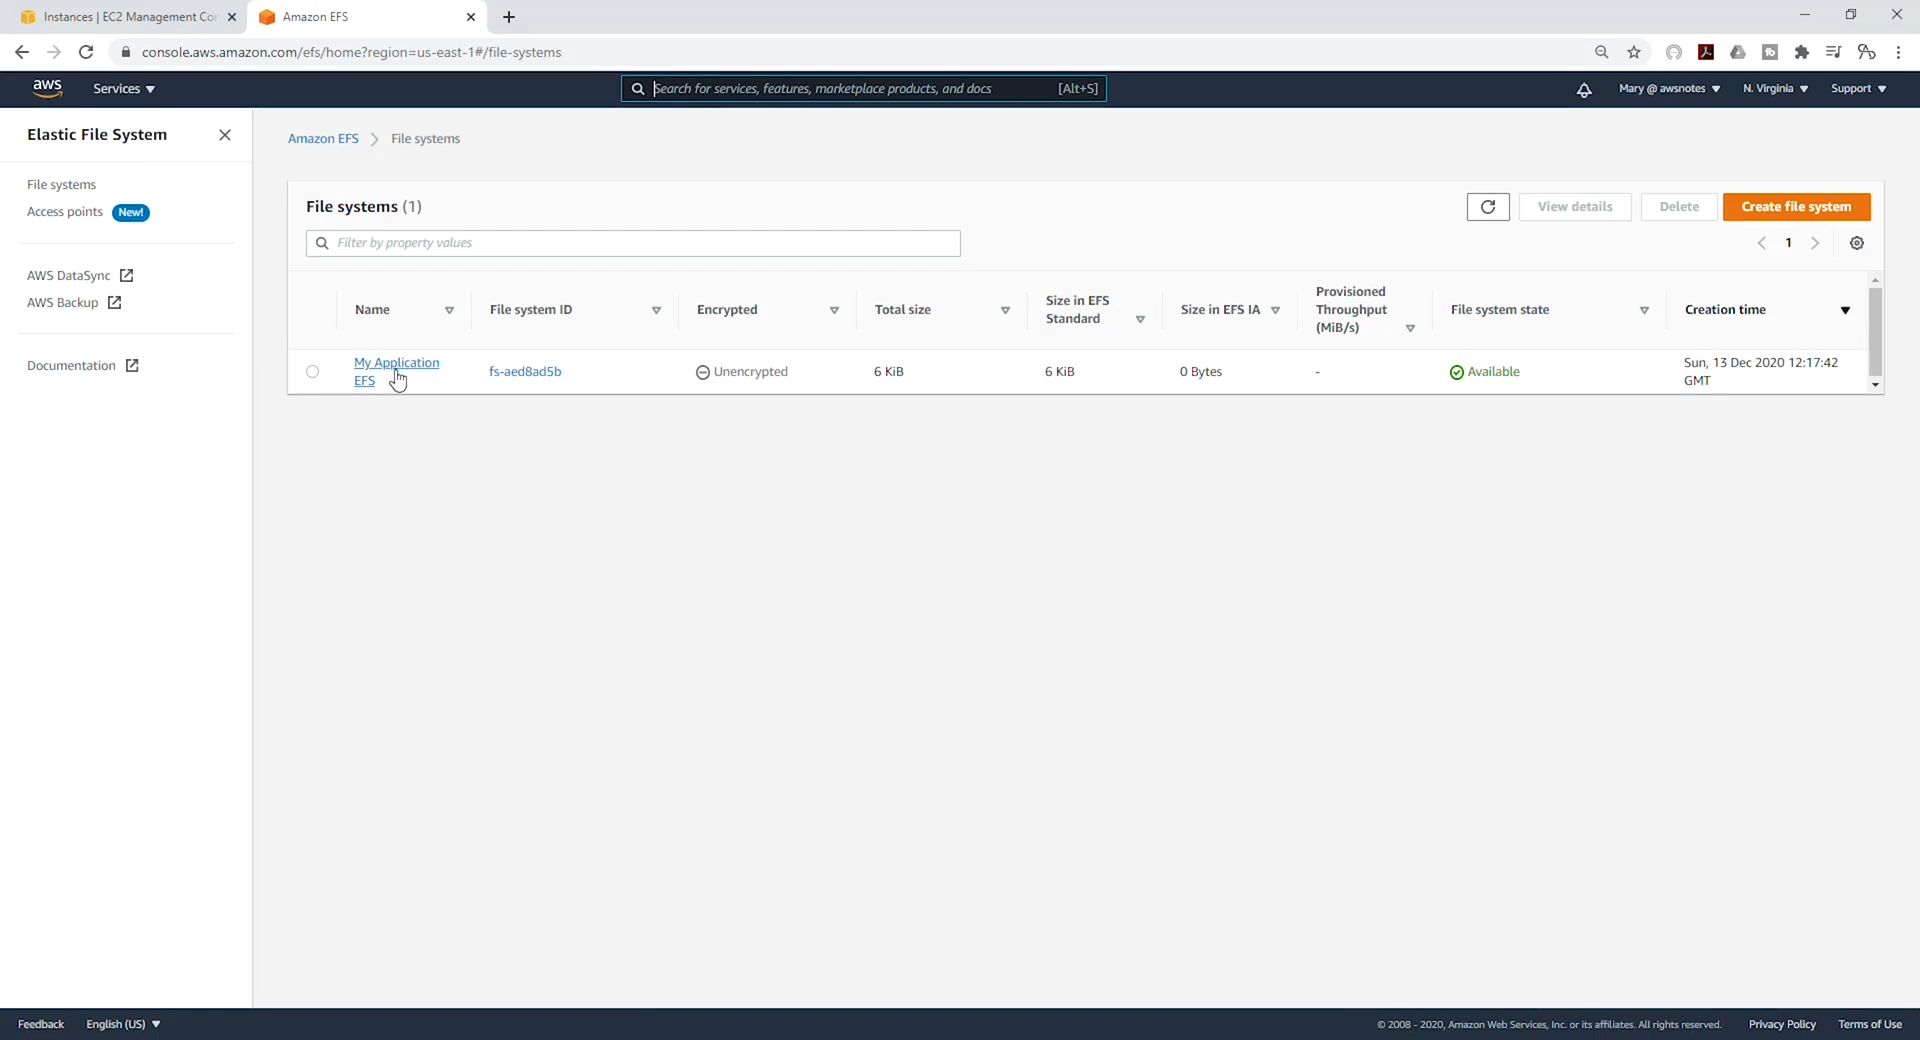 Instances | EC2 Management Con
Amazon EFS
console.aws.amazon.com/efs/home?region=us-east-1#/file-systems
aws
Services
Search for services, features, marketplace products, and docs
[Alt+S]
Mary @ awsnotes
N. Virginia
Support
Elastic File System
File systems
Access points
New!
AWS DataSync
AWS Backup
Documentation
Amazon EFS
File systems
File systems (1)
View details
Delete
Create file system
Filter by property values
1
Name
File system ID
Encrypted
Total size
Size in EFS
Standard
Size in EFS IA
Provisioned
Throughput
(MiB/s)
File system state
Creation time
My Application
EFS
fs-aed8ad5b
Unencrypted
6 KiB
6 KiB
0 Bytes
-
Available
Sun, 13 Dec 2020 12:17:42
GMT
Feedback
English (US)
© 2008 - 2020, Amazon Web Services, Inc. or its affiliates. All rights reserved.
Privacy Policy
Terms of Use